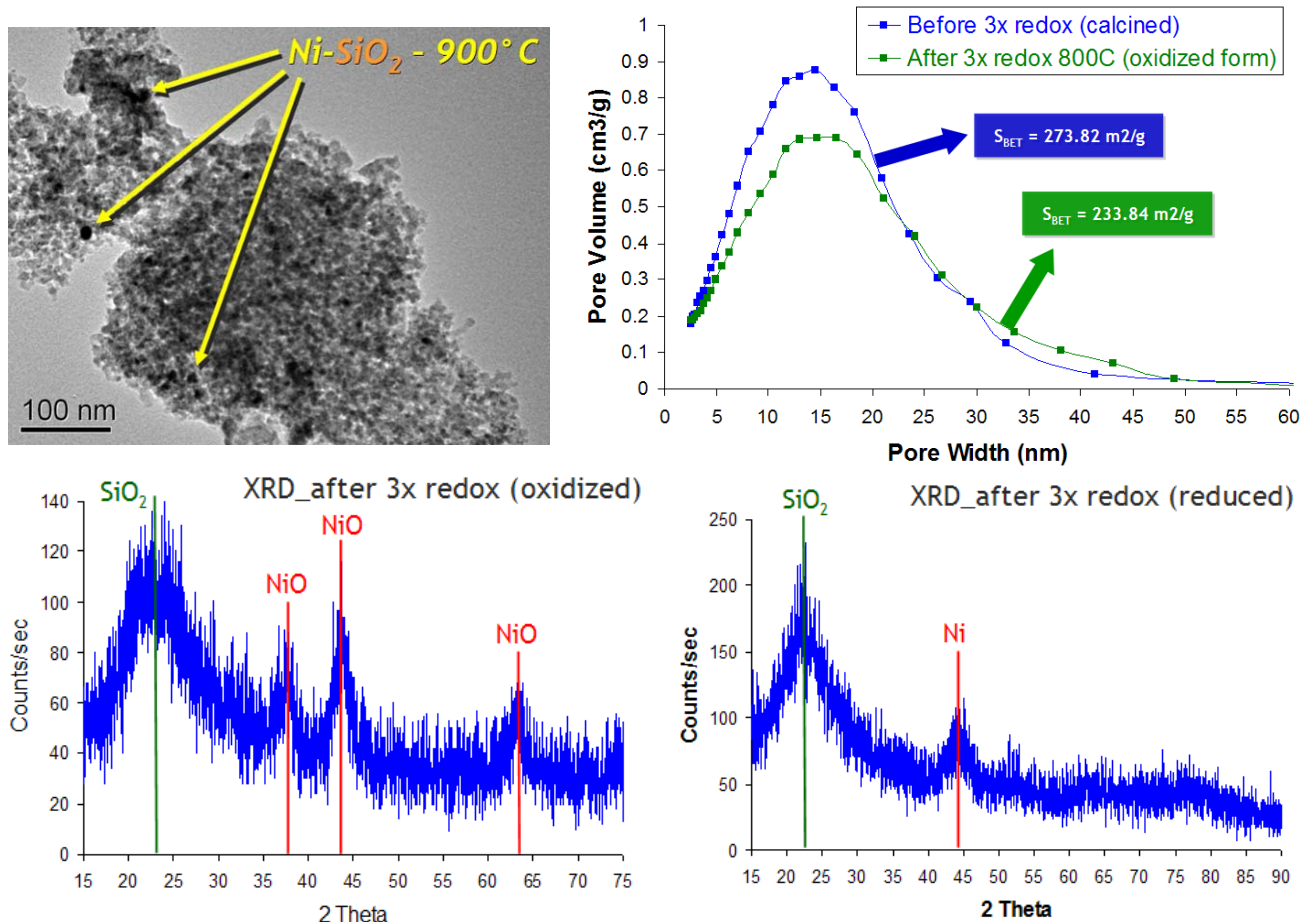 Ni-SiO₂ - 900°C
100 nm
Before 3x redox (calcined)
After 3x redox 800C (oxidized form)
S_BET = 273.82 m2/g
S_BET = 233.84 m2/g
Pore Volume (cm3/g)
1
0.9
0.8
0.7
0.6
0.5
0.4
0.3
0.2
0.1
0
0 5 10 15 20 25 30 35 40 45 50 55 60
Pore Width (nm)
XRD_after 3x redox (oxidized)
SiO₂
NiO
NiO
NiO
Counts/sec
140
120
100
80
60
40
20
0
15 20 25 30 35 40 45 50 55 60 65 70 75
2 Theta
XRD_after 3x redox (reduced)
SiO₂
Ni
Counts/sec
250
200
150
100
50
0
15 20 25 30 35 40 45 50 55 60 65 70 75 80 85 90
2 Theta